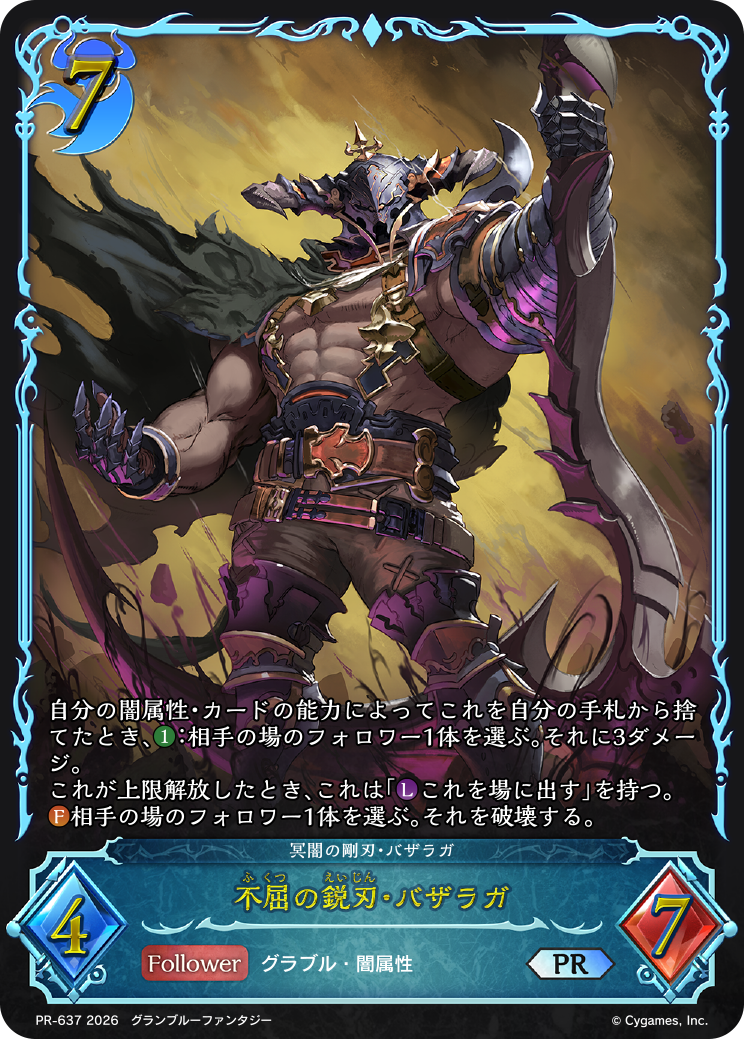 7
自分の闇属性・カードの能力によってこれを自分の手札から捨
てたとき、1:相手の場のフォロワー1体を選ぶ。それに3ダメー
ジ。
これが上限解放したとき、これは「Lこれを場に出す」を持つ。
F相手の場のフォロワー1体を選ぶ。それを破壊する。
冥闇の剛刃・バザラガ
ふくつ えいじん
不屈の鋭刃・バザラガ
4
7
Follower グラブル・闇属性 PR
PR-637 2026 グランブルーファンタジー © Cygames, Inc.